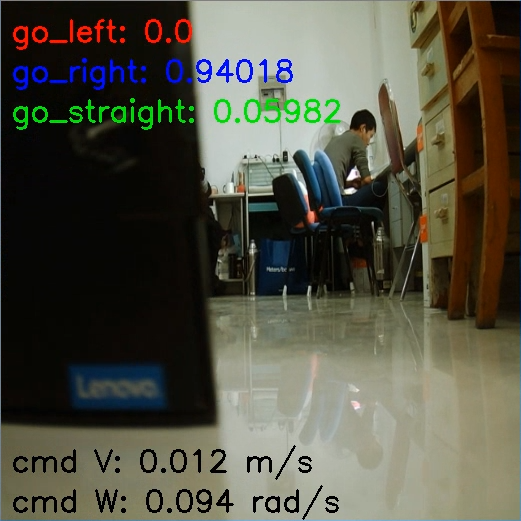 go_left: 0.0
go_right: 0.94018
go_straight: 0.05982
Lenovo
cmd V: 0.012 m/s
cmd W: 0.094 rad/s